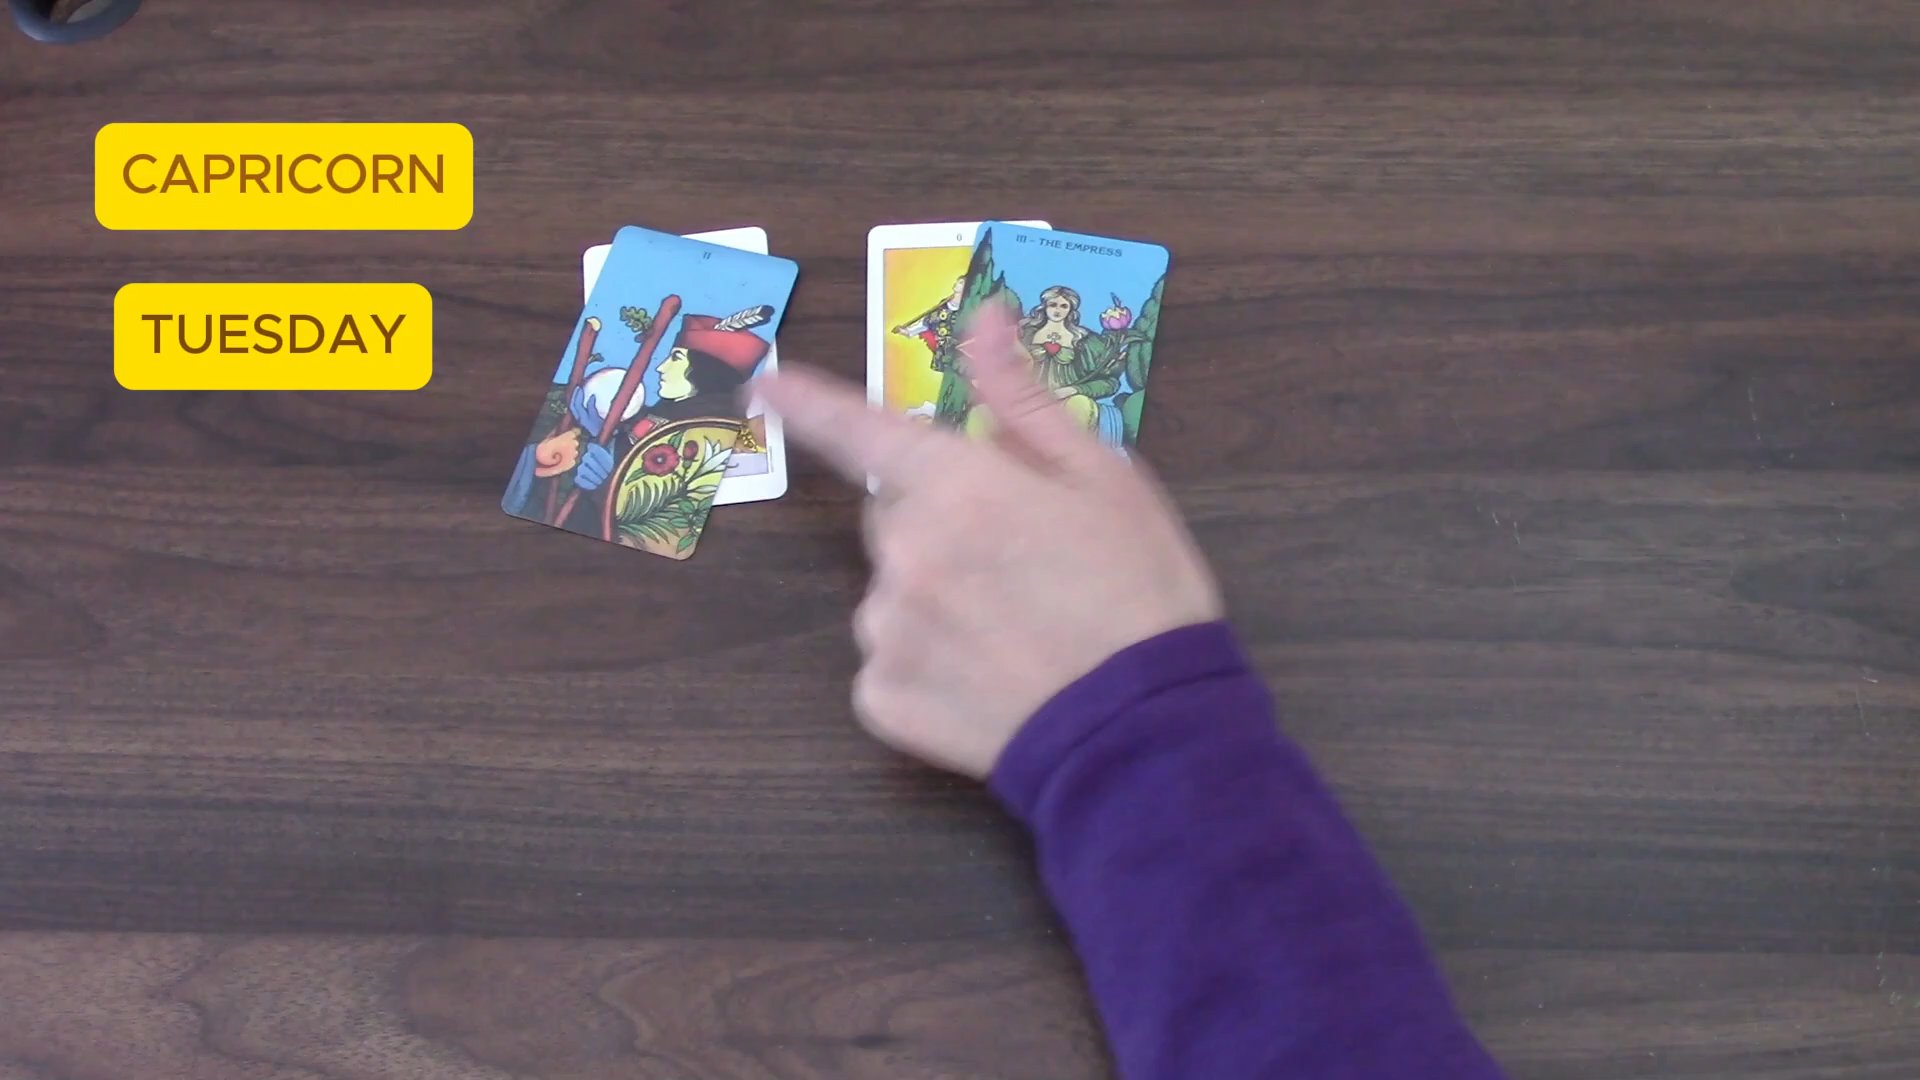 CAPRICORN
TUESDAY
II
0
III - THE EMPRESS